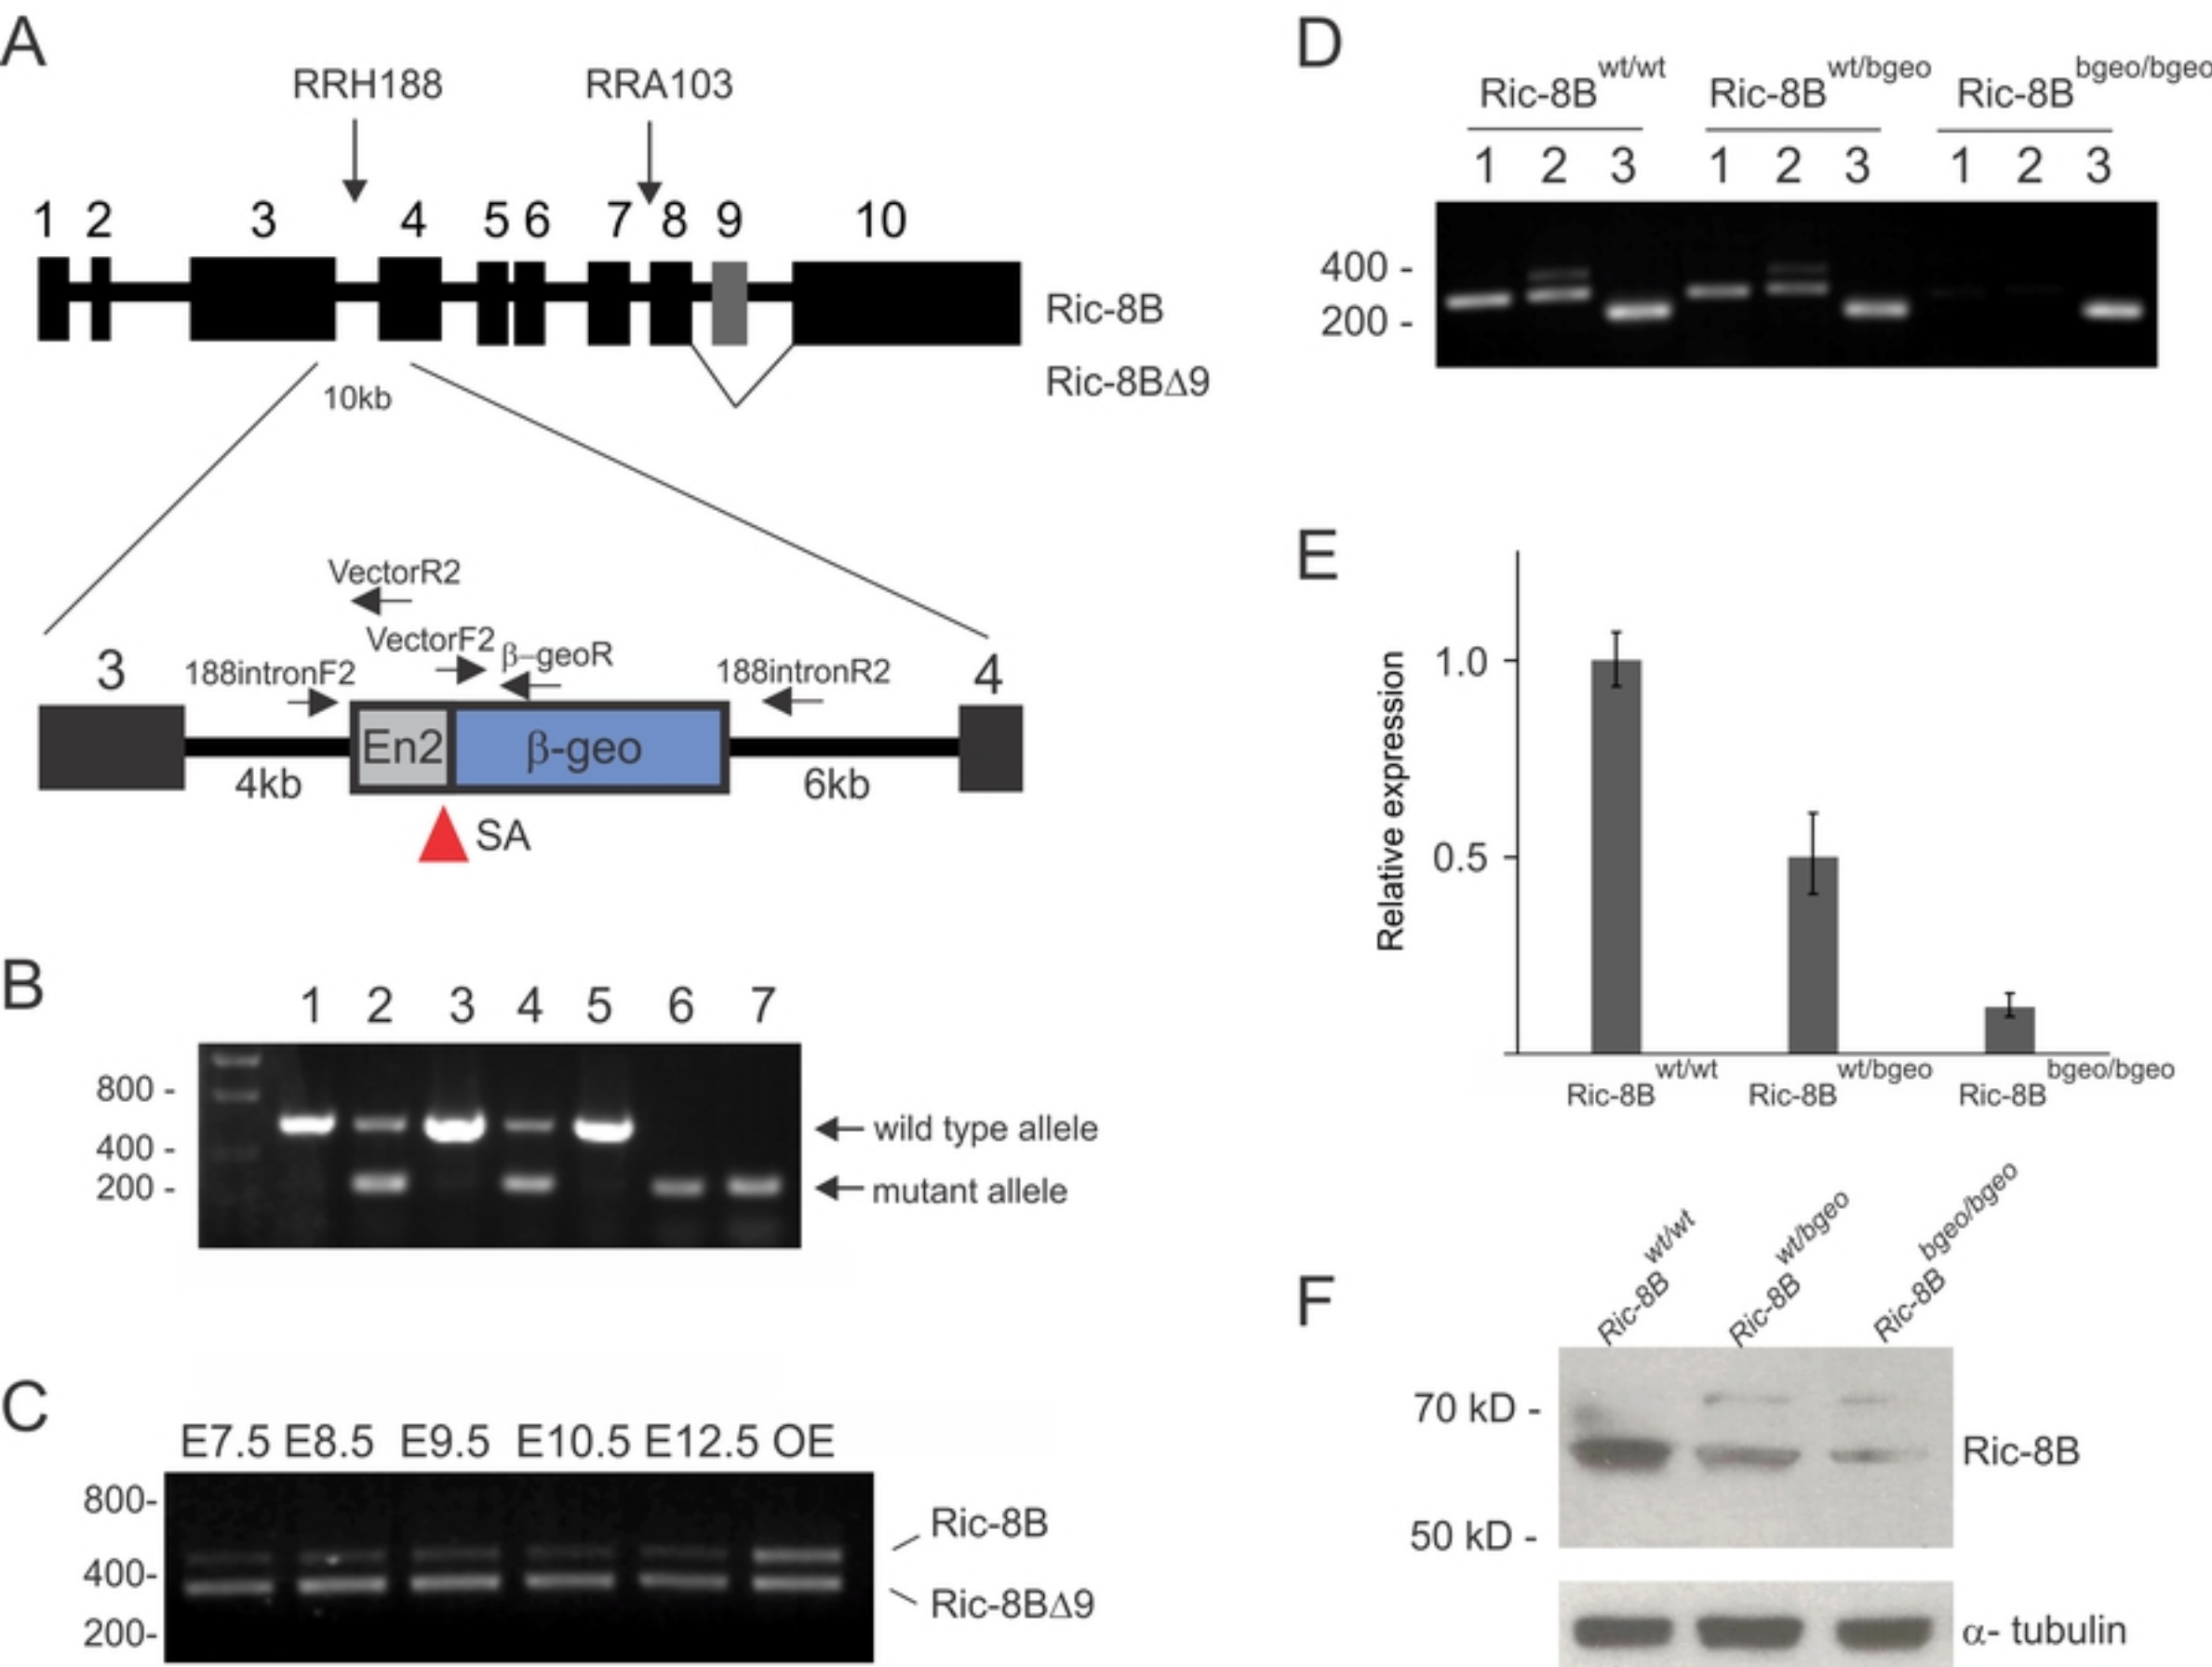 A
RRH188 RRA103
1 2 3 4 5 6 7 8 9 10
Ric-8B
Ric-8BΔ9
10kb
VectorR2
VectorF2
β-geoR
188intronF2
188intronR2
3 4
En2 β-geo
4kb 6kb
SA
B
1 2 3 4 5 6 7
800 -
400 -
200 -
wild type allele
mutant allele
C
E7.5 E8.5 E9.5 E10.5 E12.5 OE
800-
400-
200-
Ric-8B
Ric-8BΔ9
D
Ric-8B wt/wt Ric-8B wt/bgeo Ric-8B bgeo/bgeo
1 2 3 1 2 3 1 2 3
400 -
200 -
E
Relative expression
1.0
0.5
Ric-8B wt/wt Ric-8B wt/bgeo Ric-8B bgeo/bgeo
F
Ric-8B wt/wt Ric-8B wt/bgeo Ric-8B bgeo/bgeo
70 kD -
Ric-8B
50 kD -
α- tubulin